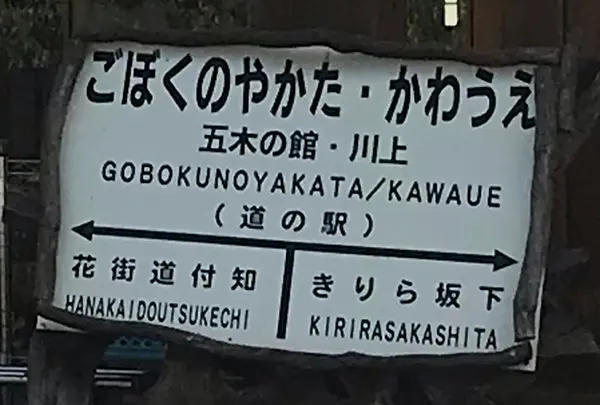 ごぼくのやかた・かわうえ
五木の館・川上
GOBOKUNOYAKATA/KAWAUE
(道の駅)
花街道付知
HANAKAIDOUTSUKECHI
きりら坂下
KIRIRASAKASHITA